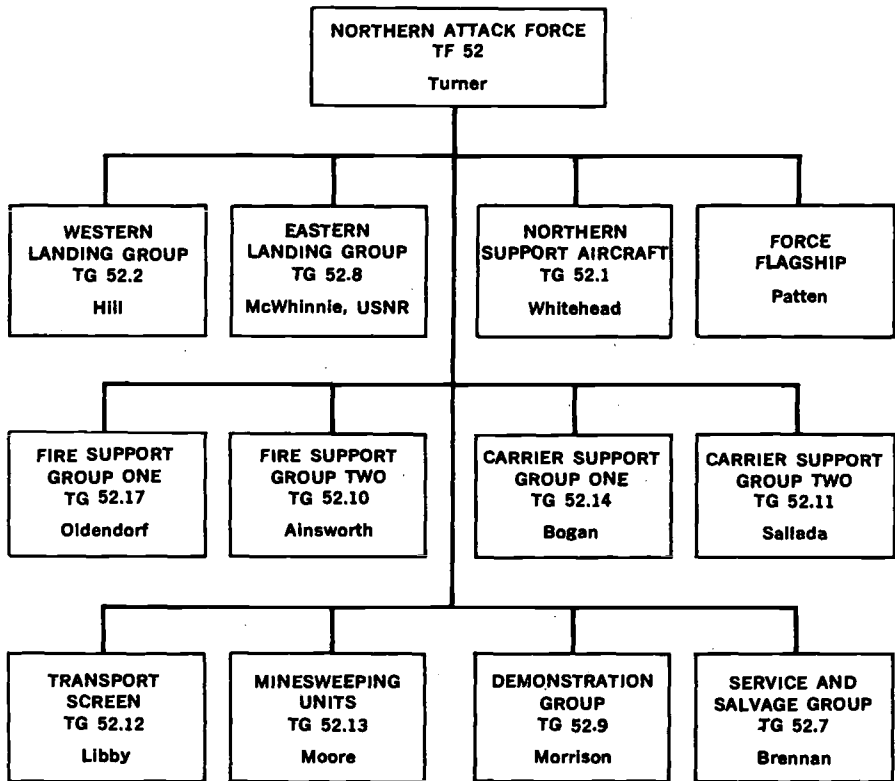 NORTHERN ATTACK FORCE
TF 52
Turner
WESTERN
LANDING GROUP
TG 52.2
Hill
EASTERN
LANDING GROUP
TG 52.8
McWhinnie, USNR
NORTHERN
SUPPORT AIRCRAFT
TG 52.1
Whitehead
FORCE
FLAGSHIP
Patten
FIRE SUPPORT
GROUP ONE
TG 52.17
Oldendorf
FIRE SUPPORT
GROUP TWO
TG 52.10
Ainsworth
CARRIER SUPPORT
GROUP ONE
TG 52.14
Bogan
CARRIER SUPPORT
GROUP TWO
TG 52.11
Sallada
TRANSPORT
SCREEN
TG 52.12
Libby
MINESWEEPING
UNITS
TG 52.13
Moore
DEMONSTRATION
GROUP
TG 52.9
Morrison
SERVICE AND
SALVAGE GROUP
TG 52.7
Brennan